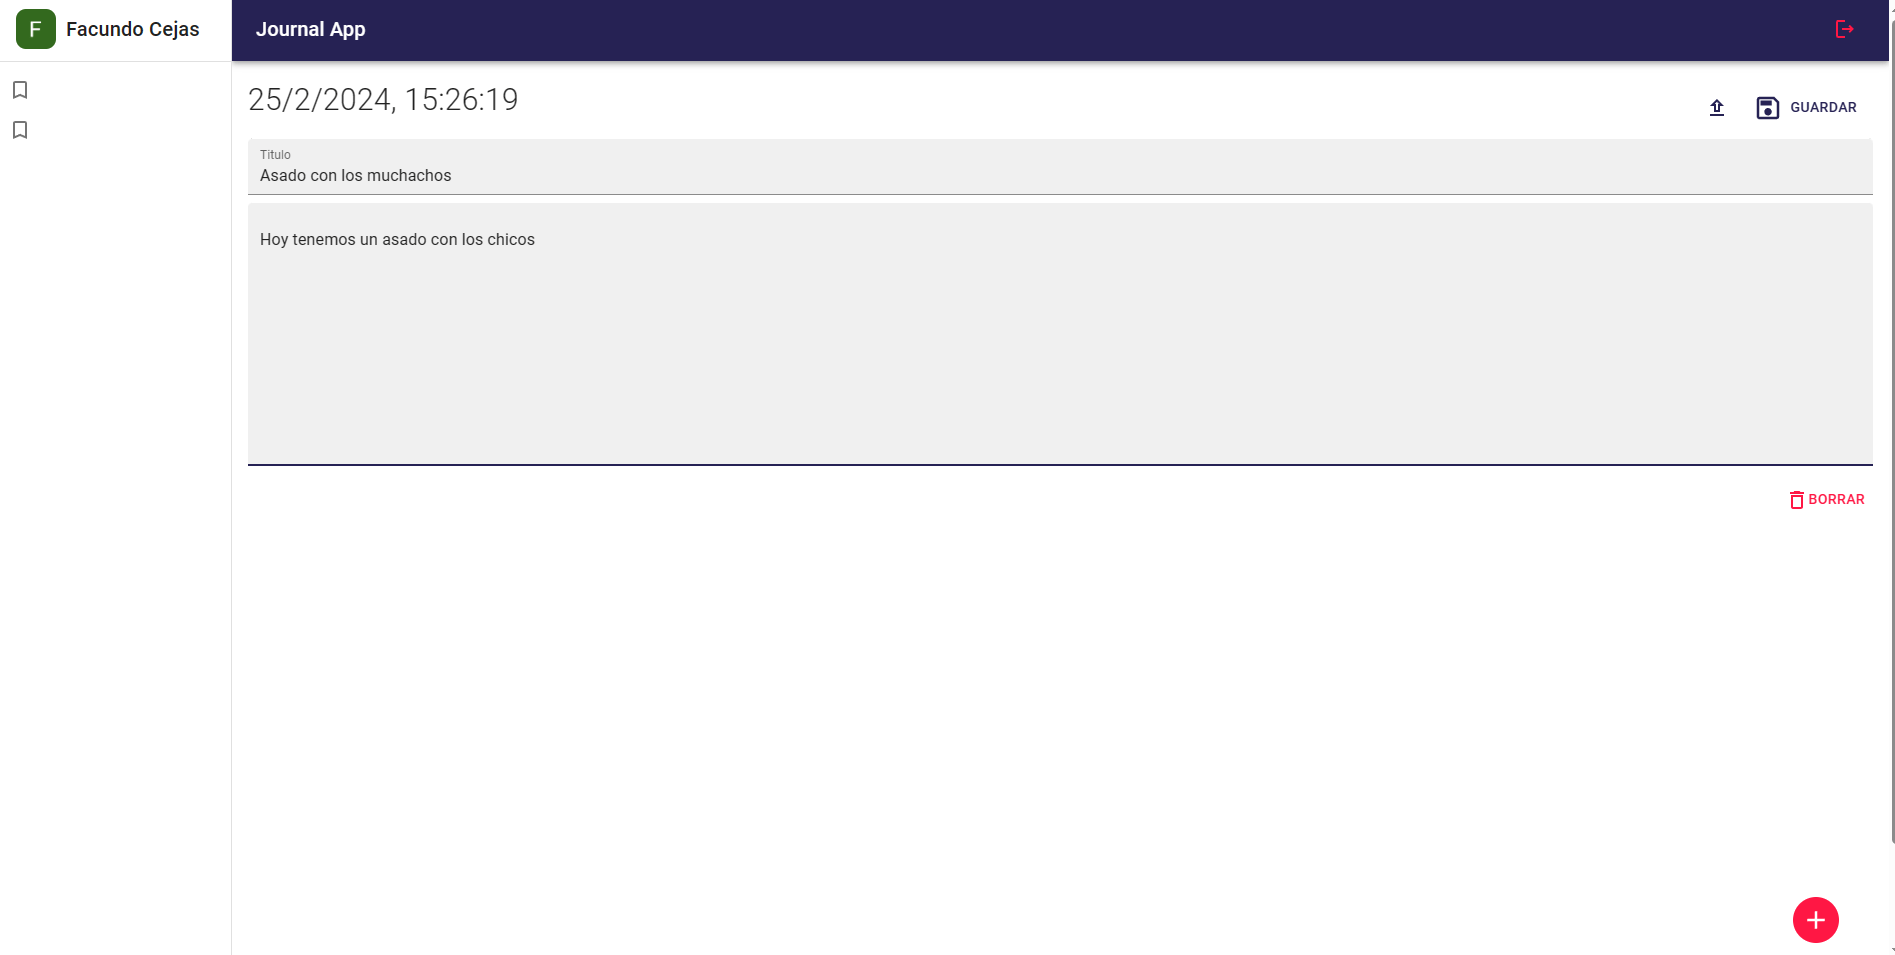 F
Facundo Cejas
Journal App
25/2/2024, 15:26:19
GUARDAR
Titulo
Asado con los muchachos
Hoy tenemos un asado con los chicos
BORRAR